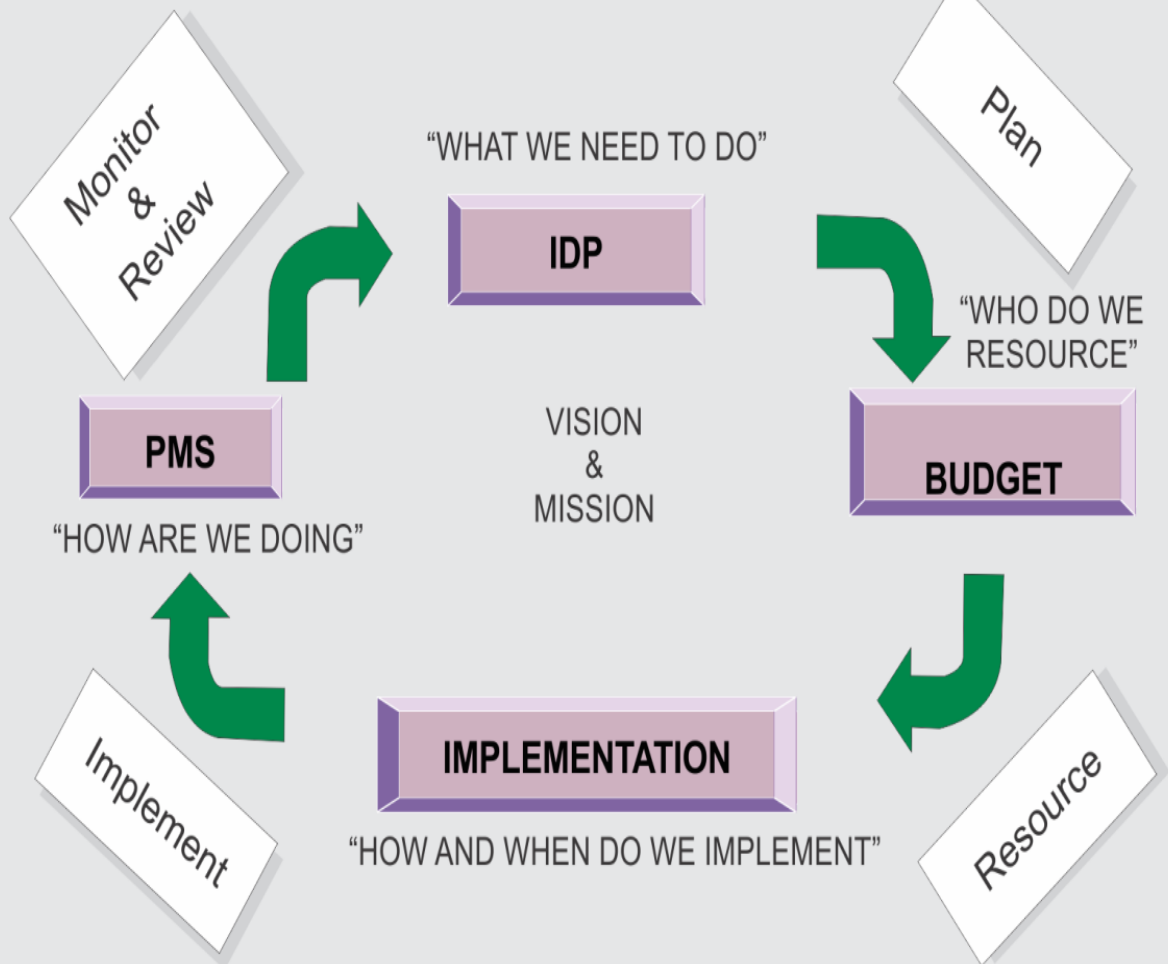 Monitor
&
Review
Plan
“WHAT WE NEED TO DO”
IDP
“WHO DO WE
RESOURCE”
VISION
&
MISSION
PMS
BUDGET
“HOW ARE WE DOING”
Implement
IMPLEMENTATION
Resource
“HOW AND WHEN DO WE IMPLEMENT”